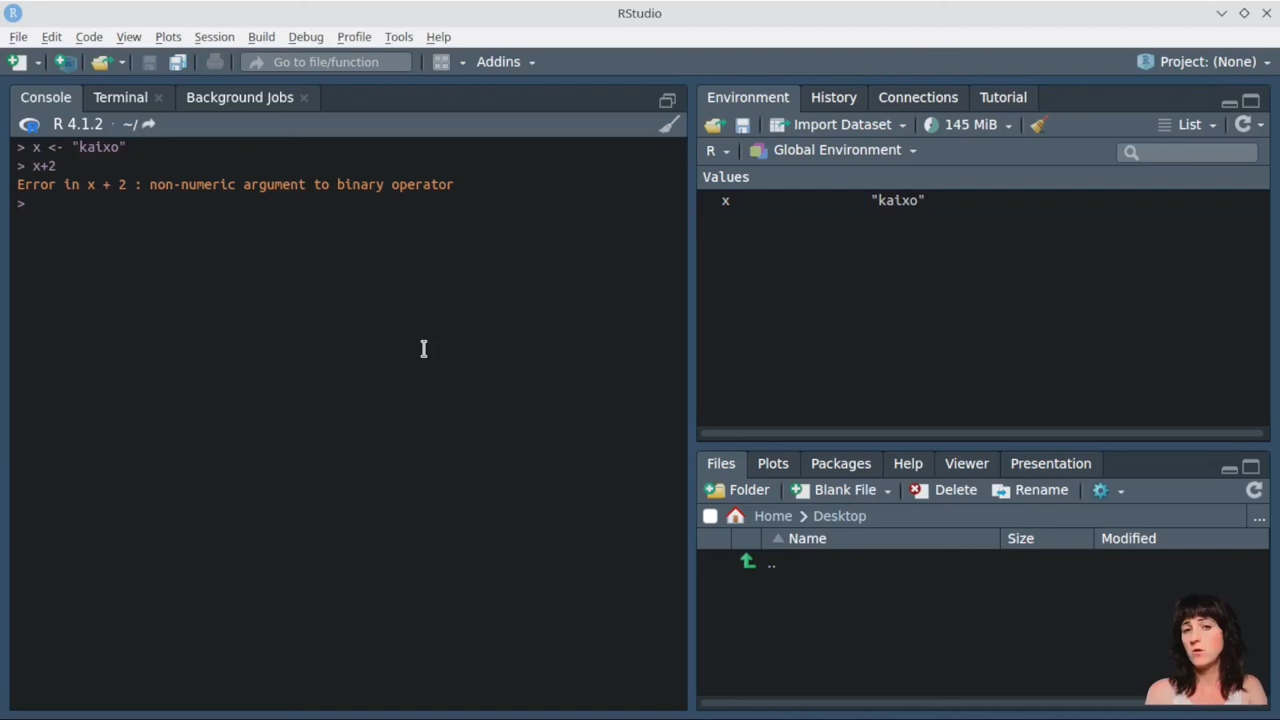 RStudio
File Edit Code View Plots Session Build Debug Profile Tools Help
Go to file/function Addins Project: (None)
Console Terminal Background Jobs
R 4.1.2 · ~/
> x <- "kaixo"
> x+2
Error in x + 2 : non-numeric argument to binary operator
>
Environment History Connections Tutorial
Import Dataset 145 MiB List
R Global Environment
Values
x "kaixo"
Files Plots Packages Help Viewer Presentation
Folder Blank File Delete Rename
Home Desktop ...
Name Size Modified
..